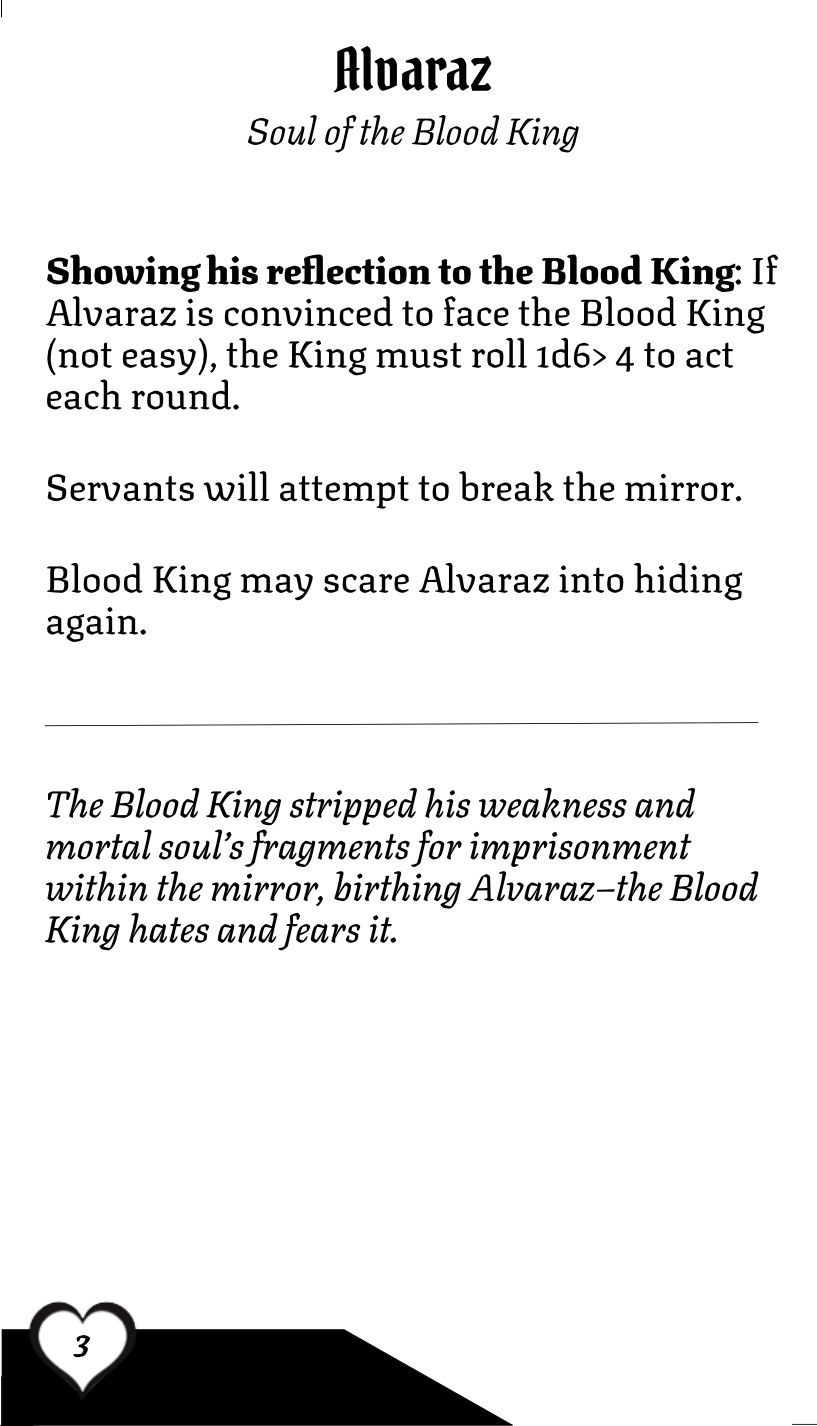 Alvaraz
Soul of the Blood King
Showing his reflection to the Blood King: If
Alvaraz is convinced to face the Blood King
(not easy), the King must roll 1d6> 4 to act
each round.
Servants will attempt to break the mirror.
Blood King may scare Alvaraz into hiding
again.
The Blood King stripped his weakness and
mortal soul’s fragments for imprisonment
within the mirror, birthing Alvaraz–the Blood
King hates and fears it.
3